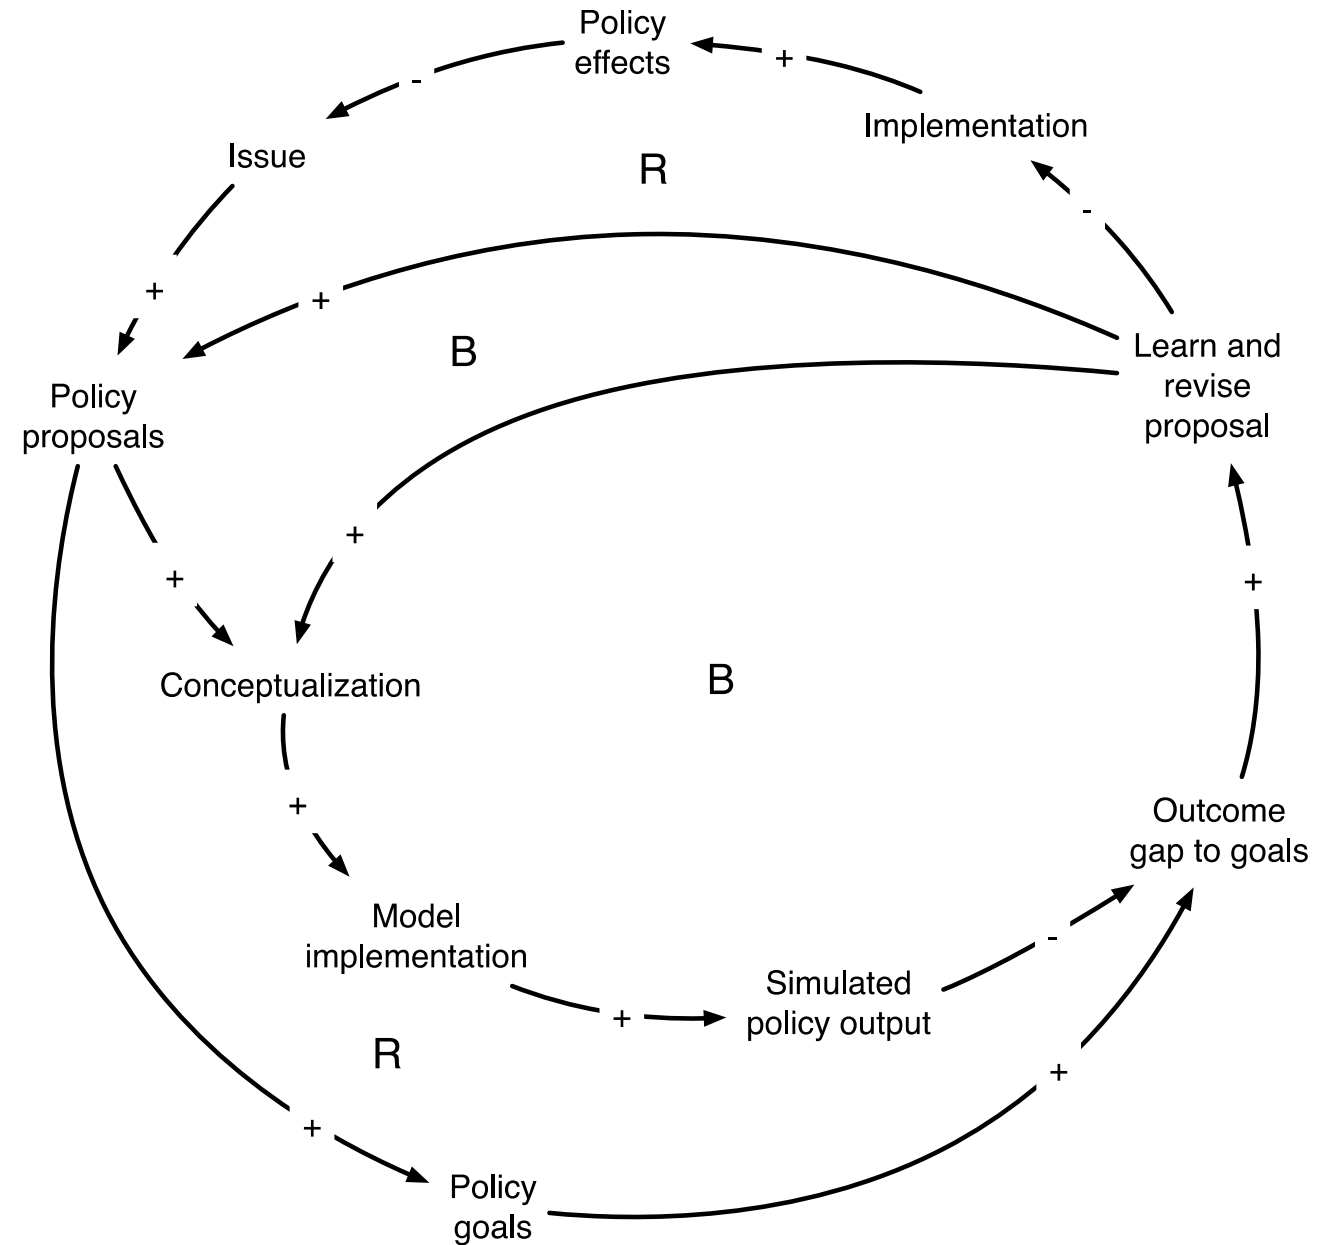 Policy
effects
+
-
Implementation
Issue
R
-
+
+
B
Learn and
revise
proposal
Policy
proposals
+
+
+
Conceptualization
B
+
Outcome
gap to goals
Model
implementation
-
Simulated
policy output
+
R
+
+
Policy
goals